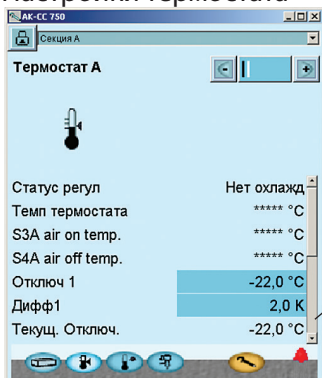 Настройки термостата
AK-CC 750
Секция A
Термостат A
Статус регул Нет охлажд
Темп термостата ***** °C
S3A air on temp. ***** °C
S4A air off temp. ***** °C
Отключ 1 -22,0 °C
Дифф1 2,0 K
Текущ. Отключ. -22,0 °C